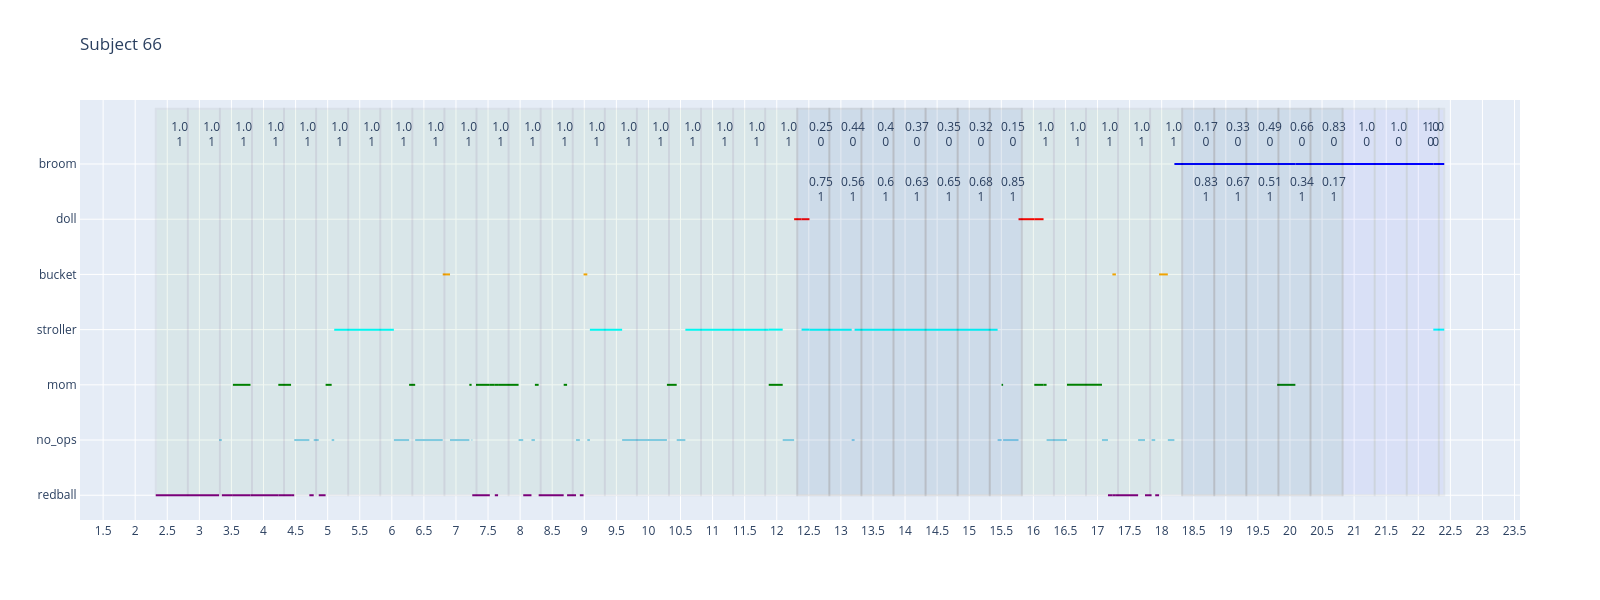 Subject 66
1.0 1.0 1.0 1.0 1.0 1.0 1.0 1.0 1.0 1.0 1.0 1.0 1.0 1.0 1.0 1.0 1.0 1.0 1.0 1.0 0.25 0.44 0.4 0.37 0.35 0.32 0.15 1.0 1.0 1.0 1.0 1.0 0.17 0.33 0.49 0.66 0.83 1.0 1.0
1 1 1 1 1 1 1 1 1 1 1 1 1 1 1 1 1 1 1 1 0 0 0 0 0 0 0 1 1 1 1 1 0 0 0 0 0 0 0
broom
0.75 0.56 0.6 0.63 0.65 0.68 0.85 0.83 0.67 0.51 0.34 0.17
1 1 1 1 1 1 1 1 1 1 1 1
doll
bucket
stroller
mom
no_ops
redball
1.5 2 2.5 3 3.5 4 4.5 5 5.5 6 6.5 7 7.5 8 8.5 9 9.5 10 10.5 11 11.5 12 12.5 13 13.5 14 14.5 15 15.5 16 16.5 17 17.5 18 18.5 19 19.5 20 20.5 21 21.5 22 22.5 23 23.5